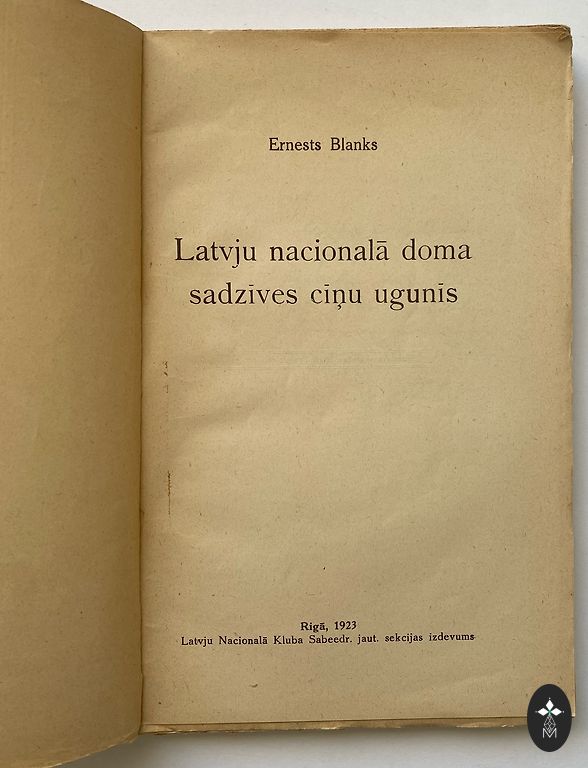 Ernests Blanks
Latvju nacionalā doma
sadzīves cīņu ugunīs
Rīgā, 1923
Latvju Nacionalā Kluba Sabeedr. jaut. sekcijas izdevums